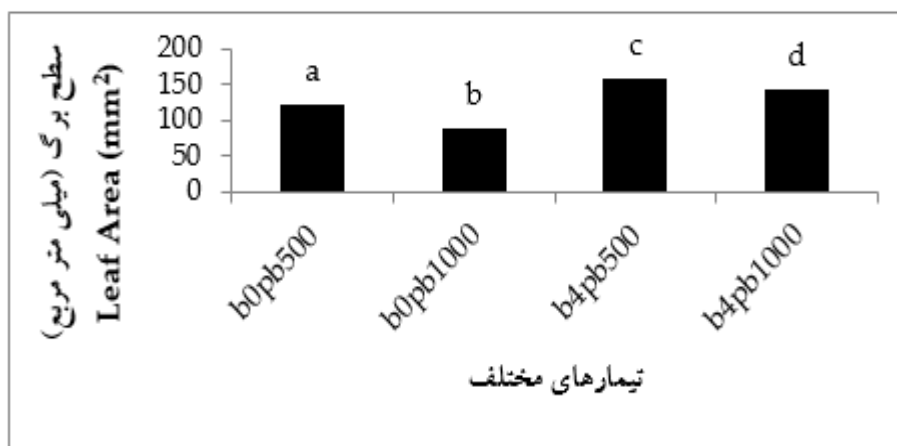 سطح برگ (میلی متر مربع)
Leaf Area (mm²)
200
150
100
50
0
a
b
c
d
b0pb500
b0pb1000
b4pb500
b4pb1000
تیمارهای مختلف